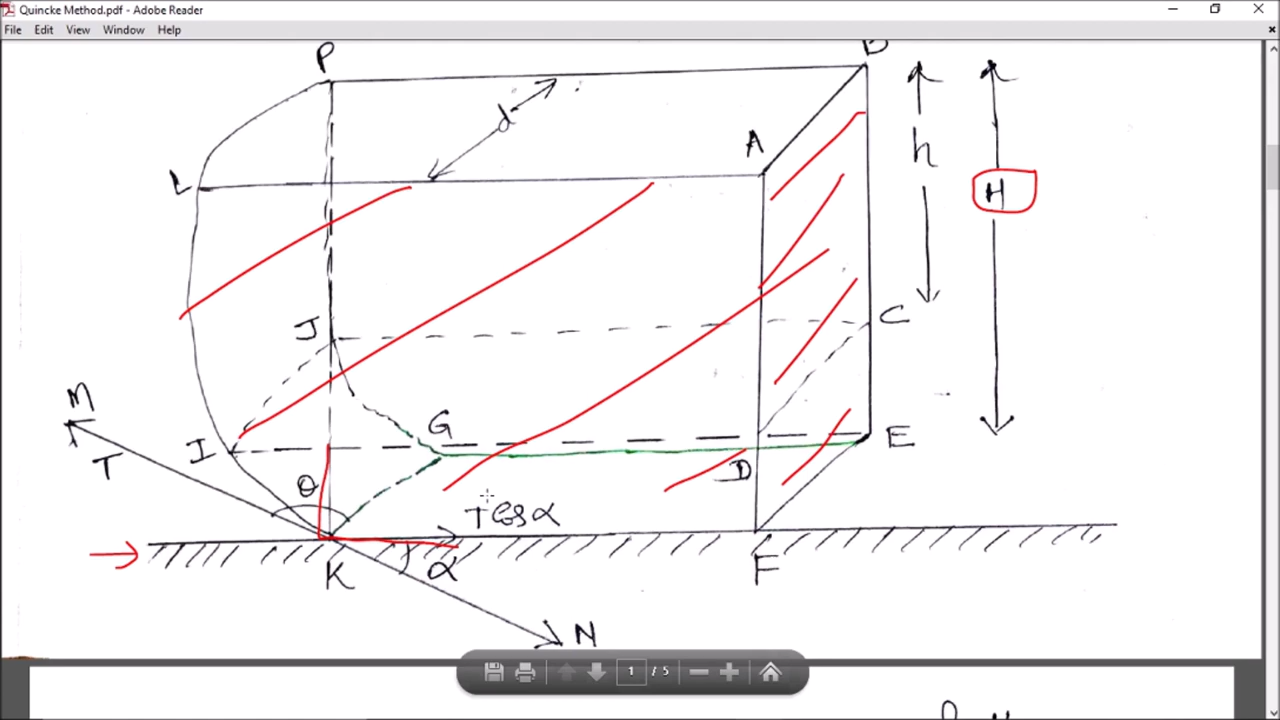 Quincke Method.pdf - Adobe Reader
File Edit View Window Help
P
B
d
h
A
H
L
J
C
M
G
I
E
T
D
θ
T cos α
K
α
F
N
1 / 5